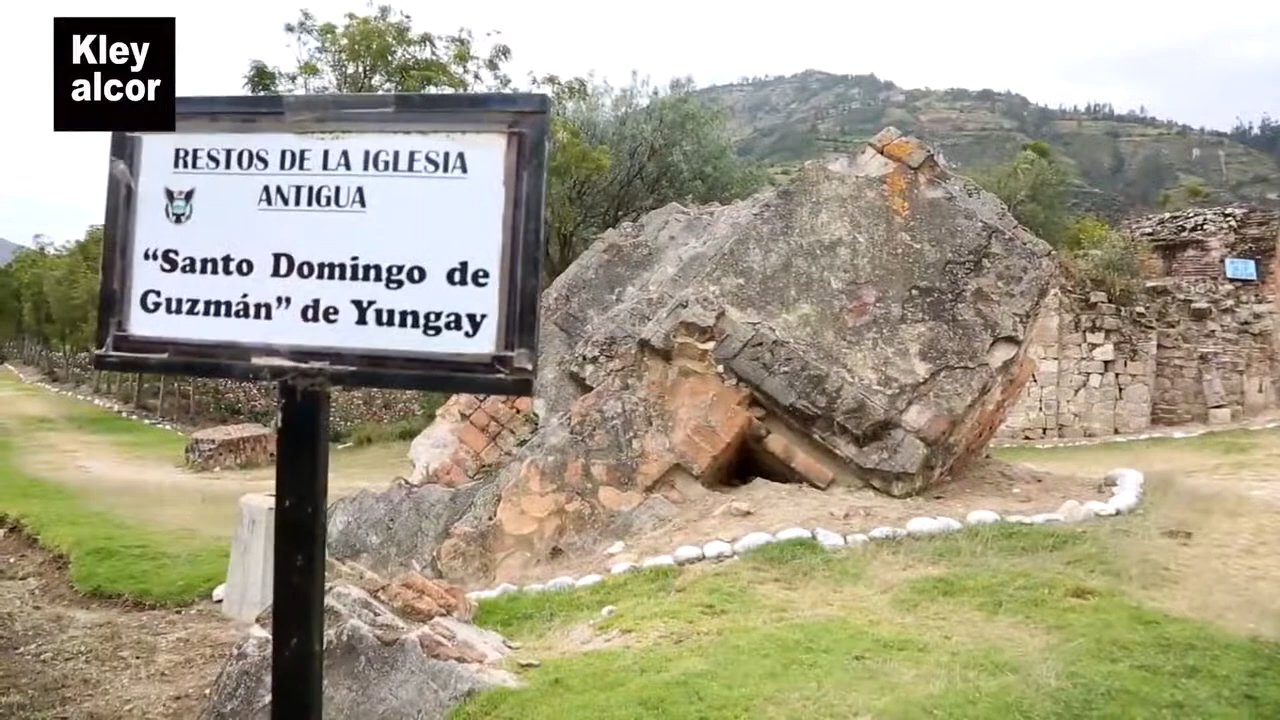 Kley
alcor
RESTOS DE LA IGLESIA
ANTIGUA
“Santo Domingo de
Guzmán” de Yungay